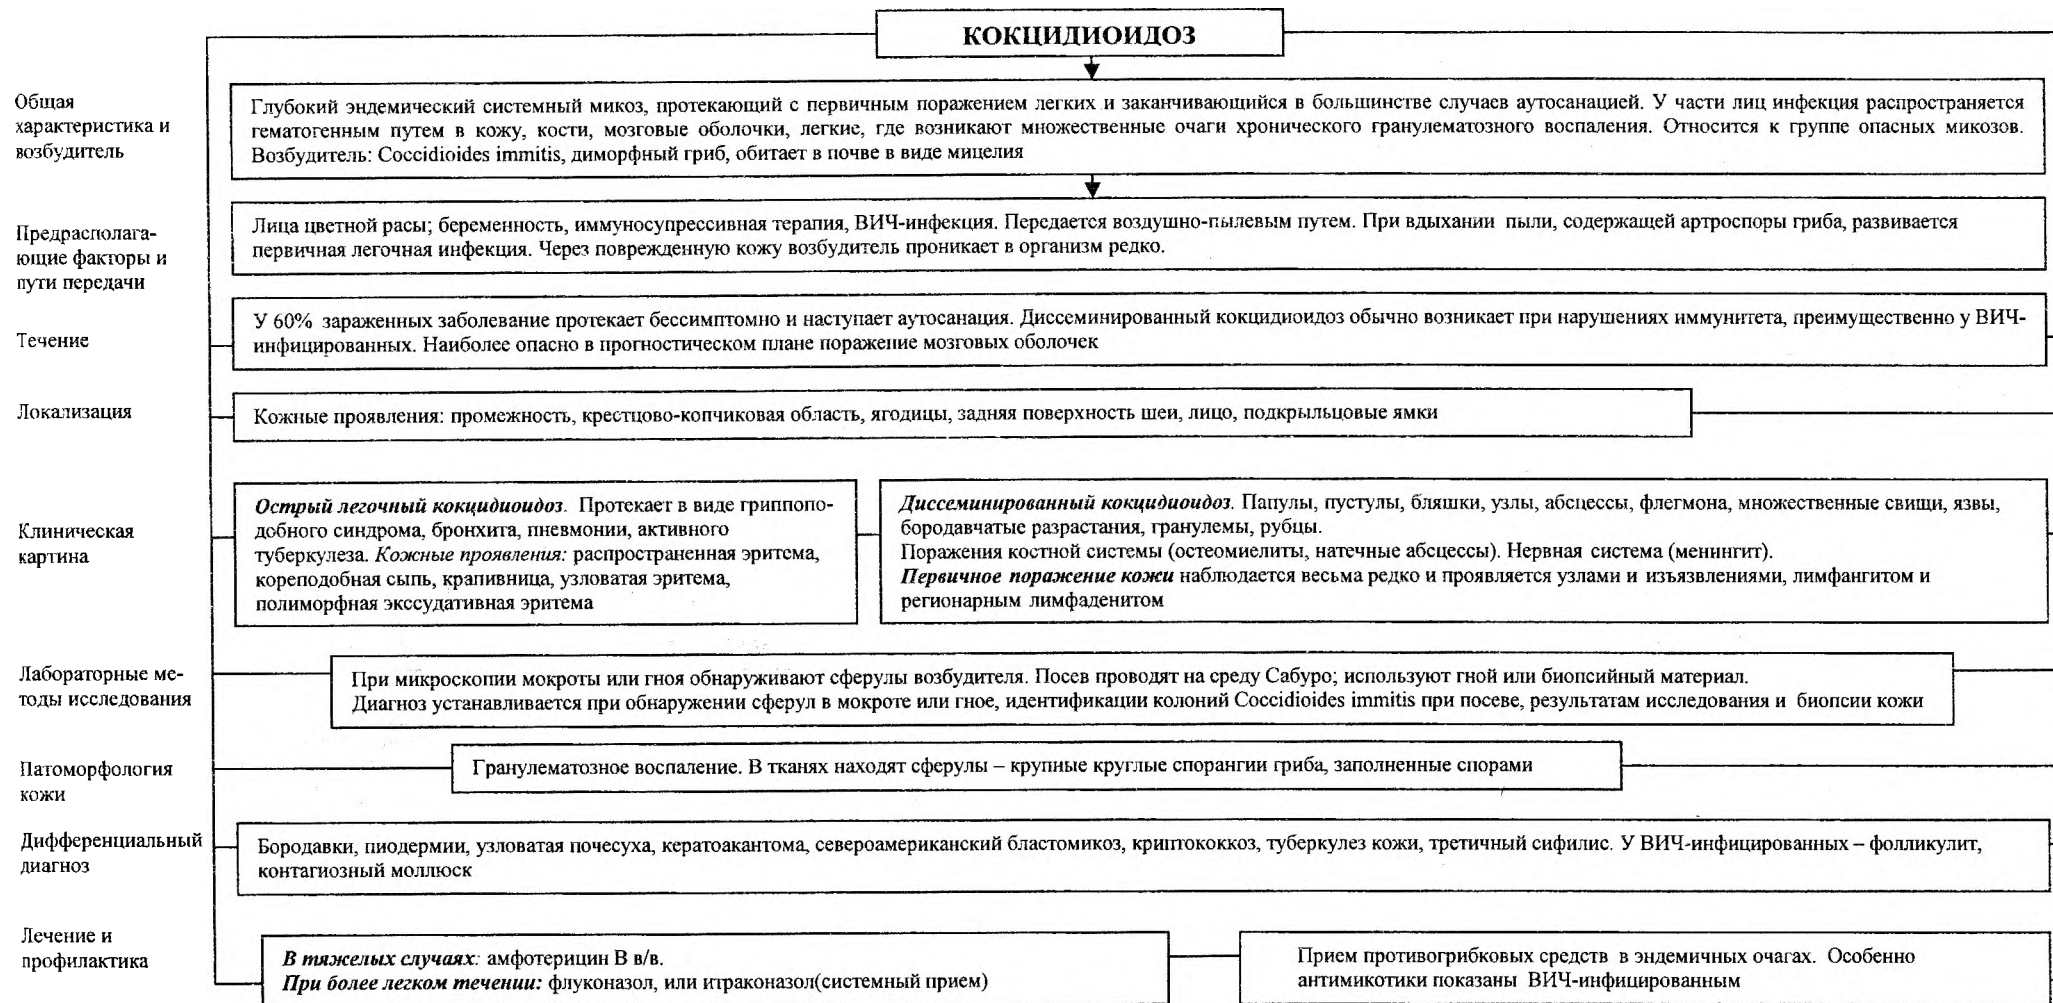 КОКЦИДИОИДОЗ
Общая
характеристика и
возбудитель
Глубокий эндемический системный микоз, протекающий с первичным поражением легких и заканчивающийся в большинстве случаев аутосанацией. У части лиц инфекция распространяется
гематогенным путем в кожу, кости, мозговые оболочки, легкие, где возникают множественные очаги хронического гранулематозного воспаления. Относится к группе опасных микозов.
Возбудитель: Coccidioides immitis, диморфный гриб, обитает в почве в виде мицелия
Предрасполага-
ющие факторы и
пути передачи
Лица цветной расы; беременность, иммуносупрессивная терапия, ВИЧ-инфекция. Передается воздушно-пылевым путем. При вдыхании пыли, содержащей артроспоры гриба, развивается
первичная легочная инфекция. Через поврежденную кожу возбудитель проникает в организм редко.
Течение
У 60% зараженных заболевание протекает бессимптомно и наступает аутосанация. Диссеминированный кокцидиоидоз обычно возникает при нарушениях иммунитета, преимущественно у ВИЧ-
инфицированных. Наиболее опасно в прогностическом плане поражение мозговых оболочек
Локализация
Кожные проявления: промежность, крестцово-копчиковая область, ягодицы, задняя поверхность шеи, лицо, подкрыльцовые ямки
Клиническая
картина
Острый легочный кокцидиоидоз. Протекает в виде гриппопо-
добного синдрома, бронхита, пневмонии, активного
туберкулеза. Кожные проявления: распространенная эритема,
кореподобная сыпь, крапивница, узловатая эритема,
полиморфная экссудативная эритема
Диссеминированный кокцидиоидоз. Папулы, пустулы, бляшки, узлы, абсцессы, флегмона, множественные свищи, язвы,
бородавчатые разрастания, гранулемы, рубцы.
Поражения костной системы (остеомиелиты, натечные абсцессы). Нервная система (менингит).
Первичное поражение кожи наблюдается весьма редко и проявляется узлами и изъязвлениями, лимфангитом и
регионарным лимфаденитом
Лабораторные ме-
тоды исследования
При микроскопии мокроты или гноя обнаруживают сферулы возбудителя. Посев проводят на среду Сабуро; используют гной или биопсийный материал.
Диагноз устанавливается при обнаружении сферул в мокроте или гное, идентификации колоний Coccidioides immitis при посеве, результатам исследования и биопсии кожи
Патоморфология
кожи
Гранулематозное воспаление. В тканях находят сферулы – крупные круглые спорангии гриба, заполненные спорами
Дифференциальный
диагноз
Бородавки, пиодермии, узловатая почесуха, кератоакантома, североамериканский бластомикоз, криптококкоз, туберкулез кожи, третичный сифилис. У ВИЧ-инфицированных – фолликулит,
контагиозный моллюск
Лечение и
профилактика
В тяжелых случаях: амфотерицин В в/в.
При более легком течении: флуконазол, или итраконазол(системный прием)
Прием противогрибковых средств в эндемичных очагах. Особенно
антимикотики показаны ВИЧ-инфицированным